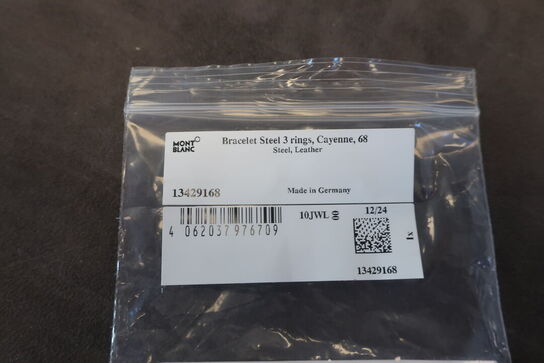 MONT
BLANC
Bracelet Steel 3 rings, Cayenne, 68
Steel, Leather
13429168
Made in Germany
4 062037 976709
10JWL
12/24
1x
13429168